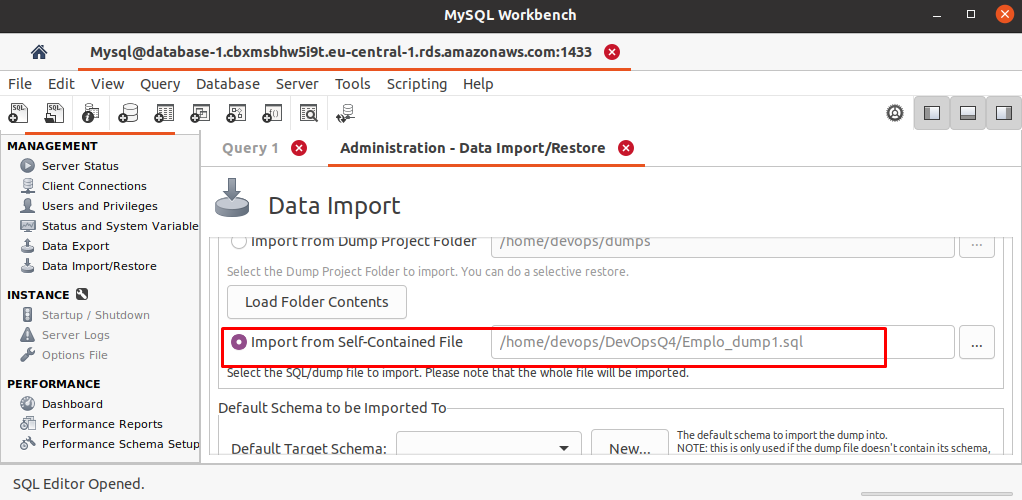 MySQL Workbench
Mysql@database-1.cbxmsbhw5i9t.eu-central-1.rds.amazonaws.com:1433
File Edit View Query Database Server Tools Scripting Help
MANAGEMENT
Server Status
Client Connections
Users and Privileges
Status and System Variable
Data Export
Data Import/Restore
INSTANCE
Startup / Shutdown
Server Logs
Options File
PERFORMANCE
Dashboard
Performance Reports
Performance Schema Setup
Query 1 Administration - Data Import/Restore
Data Import
Import from Dump Project Folder /home/devops/dumps ...
Select the Dump Project Folder to import. You can do a selective restore.
Load Folder Contents
Import from Self-Contained File /home/devops/DevOpsQ4/Emplo_dump1.sql ...
Select the SQL/dump file to import. Please note that the whole file will be imported.
Default Schema to be Imported To
Default Target Schema: New... The default schema to import the dump into.
NOTE: this is only used if the dump file doesn't contain its schema,
SQL Editor Opened.